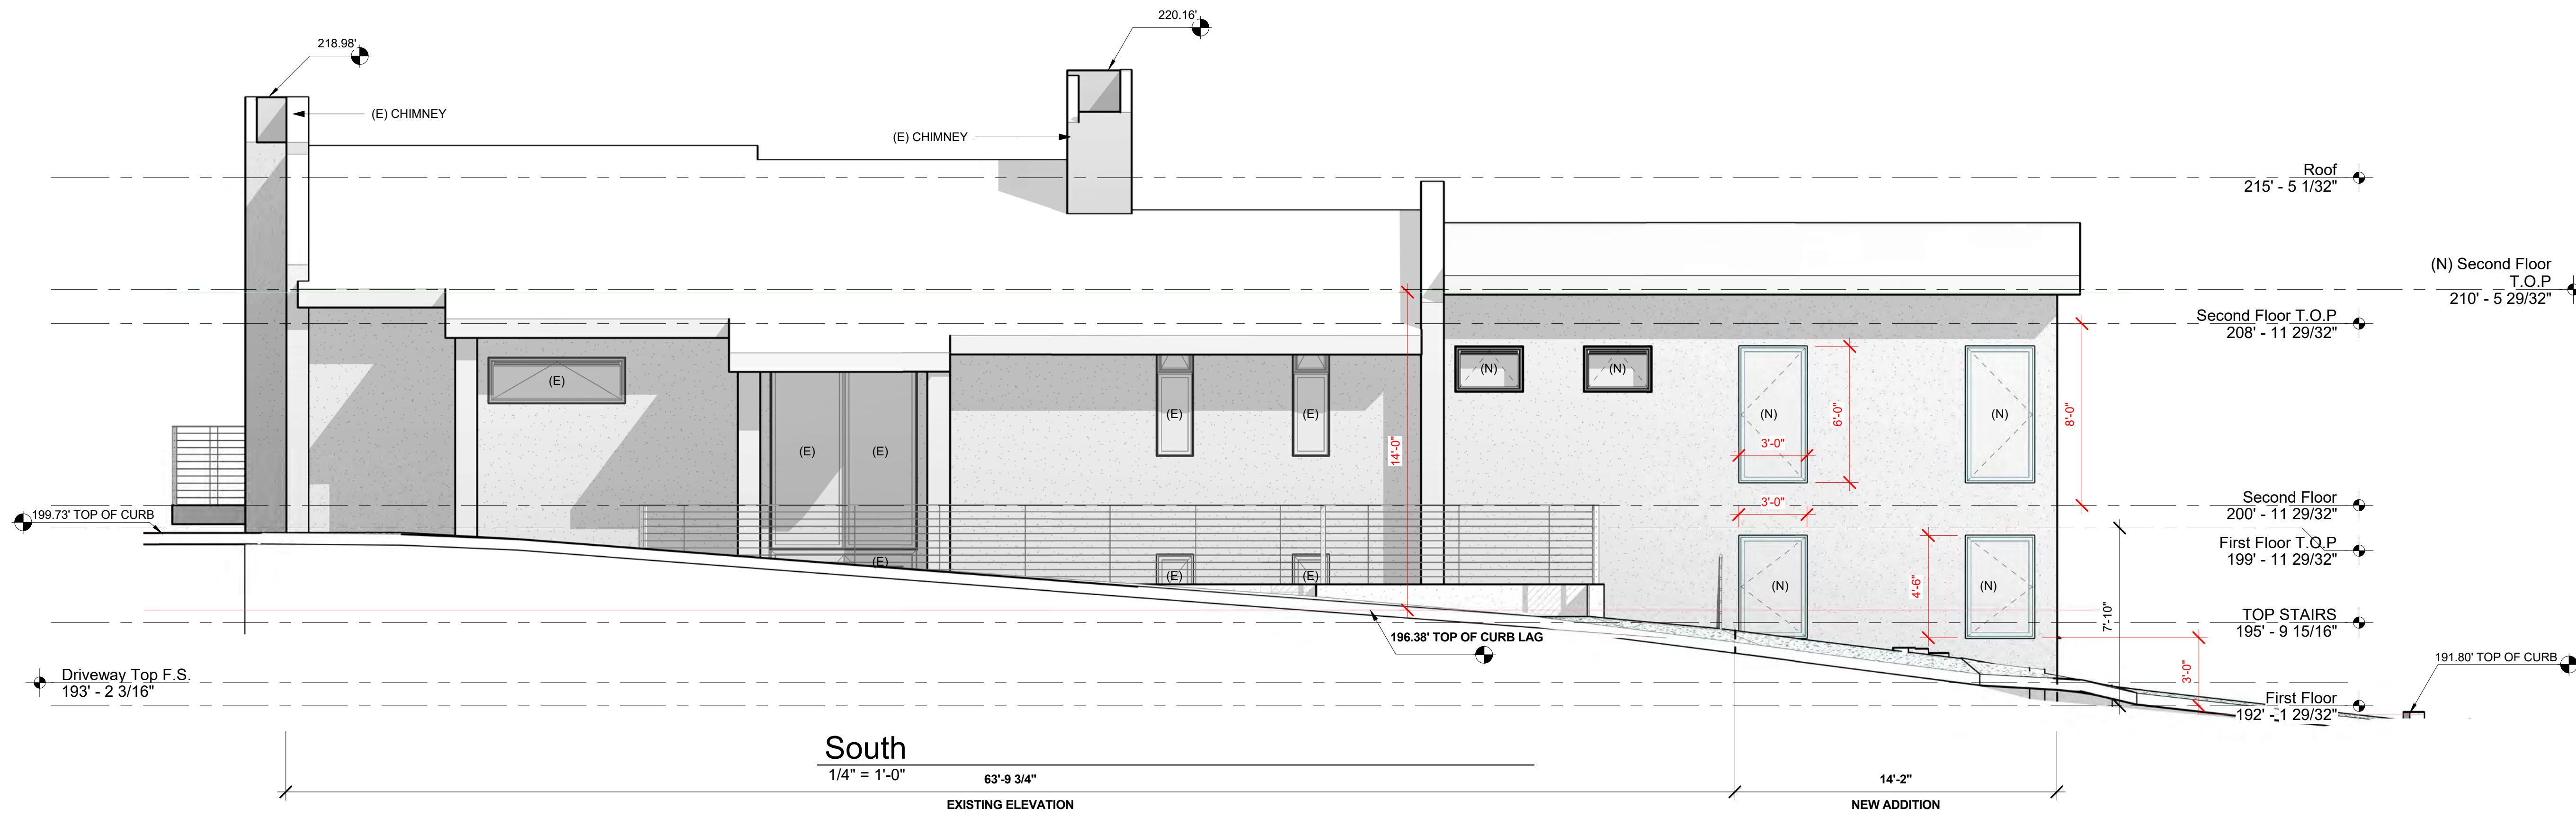 220.16'
218.98'
(E) CHIMNEY
(E) CHIMNEY
Roof
215' - 5 1/32"
(N) Second Floor
T.O.P
210' - 5 29/32"
Second Floor T.O.P
208' - 11 29/32"
(E)
(N)
(N)
(E)
(E)
(N)
6'-0"
(N)
8'-0"
3'-0"
14'-0"
(E)
(E)
Second Floor
200' - 11 29/32"
3'-0"
199.73' TOP OF CURB
First Floor T.O.P
199' - 11 29/32"
(E)
(E)
(E)
(N)
4'-6"
(N)
7'-10"
TOP STAIRS
195' - 9 15/16"
196.38' TOP OF CURB LAG
191.80' TOP OF CURB
3'-0"
Driveway Top F.S.
193' - 2 3/16"
First Floor
192' - 1 29/32"
South
1/4" = 1'-0"
63'-9 3/4"
14'-2"
EXISTING ELEVATION
NEW ADDITION